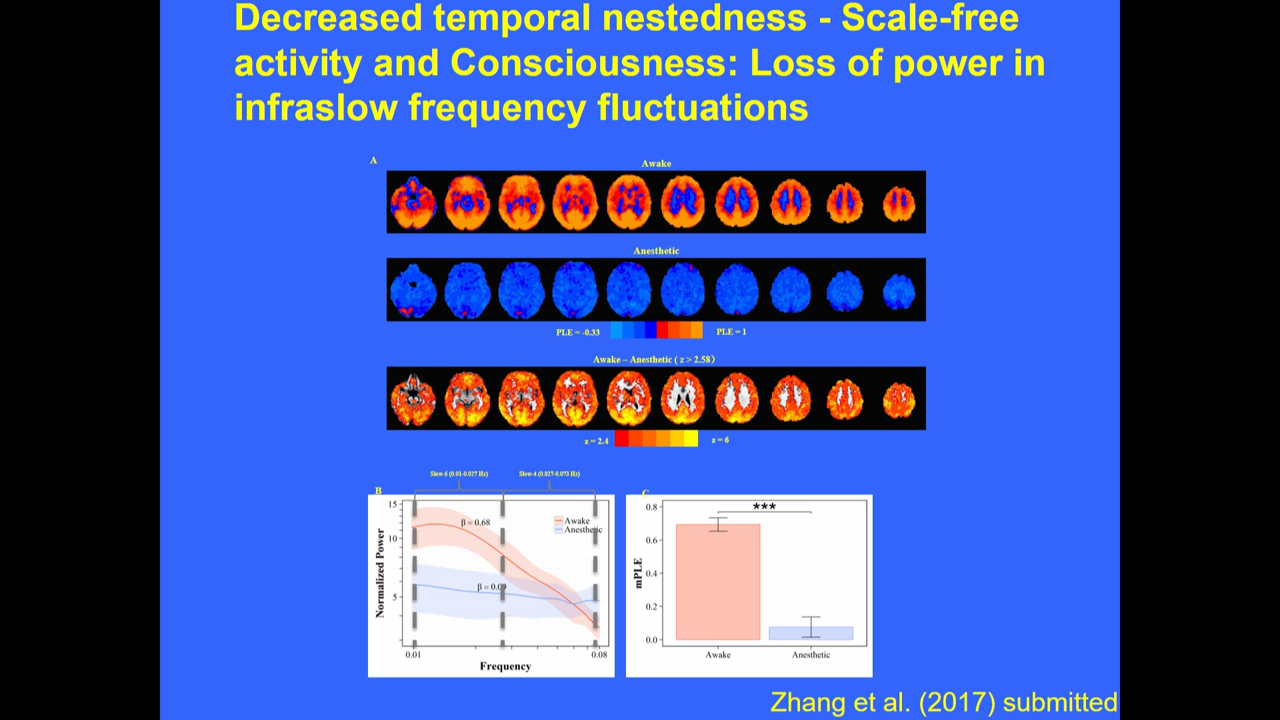 Decreased temporal nestedness - Scale-free
activity and Consciousness: Loss of power in
infraslow frequency fluctuations
A
Awake
Anesthetic
PLE = -0.33
PLE = 1
Awake – Anesthetic ( z > 2.58)
z = 2.4
z = 6
Slow-5 (0.01-0.027 Hz)
Slow-4 (0.027-0.073 Hz)
B
15
10
5
Normalized Power
β = 0.68
β = 0.09
Awake
Anesthetic
0.01
0.08
Frequency
C
0.8
0.6
0.4
0.2
0.0
mPLE
***
Awake
Anesthetic
Zhang et al. (2017) submitted